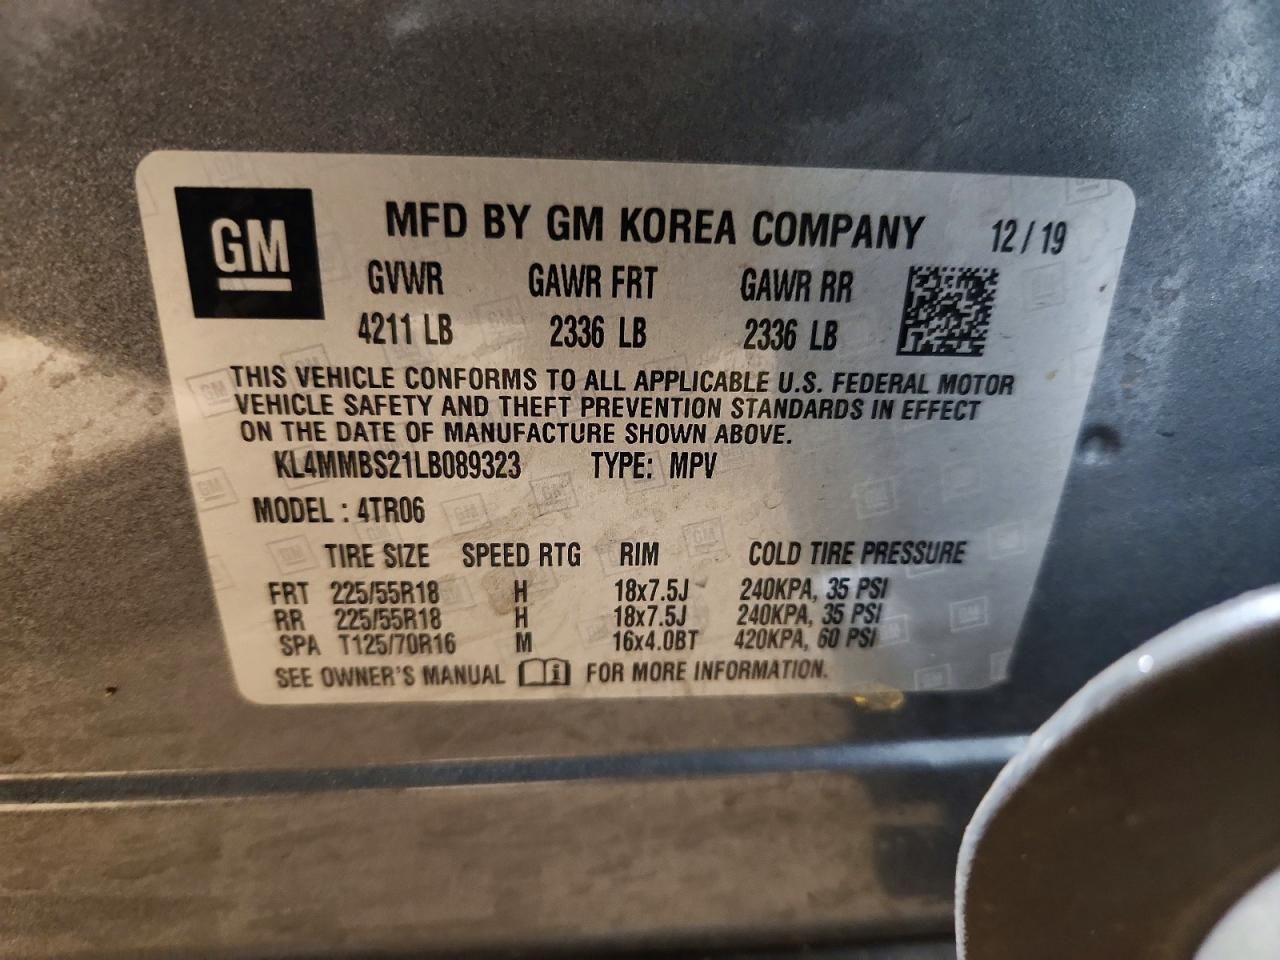 GM
MFD BY GM KOREA COMPANY 12/19
GVWR GAWR FRT GAWR RR
4211 LB 2336 LB 2336 LB
THIS VEHICLE CONFORMS TO ALL APPLICABLE U.S. FEDERAL MOTOR
VEHICLE SAFETY AND THEFT PREVENTION STANDARDS IN EFFECT
ON THE DATE OF MANUFACTURE SHOWN ABOVE.
KL4MMBS21LB089323 TYPE: MPV
MODEL : 4TR06
TIRE SIZE SPEED RTG RIM COLD TIRE PRESSURE
FRT 225/55R18 H 18x7.5J 240KPA, 35 PSI
RR 225/55R18 H 18x7.5J 240KPA, 35 PSI
SPA T125/70R16 M 16x4.0BT 420KPA, 60 PSI
SEE OWNER'S MANUAL i FOR MORE INFORMATION.